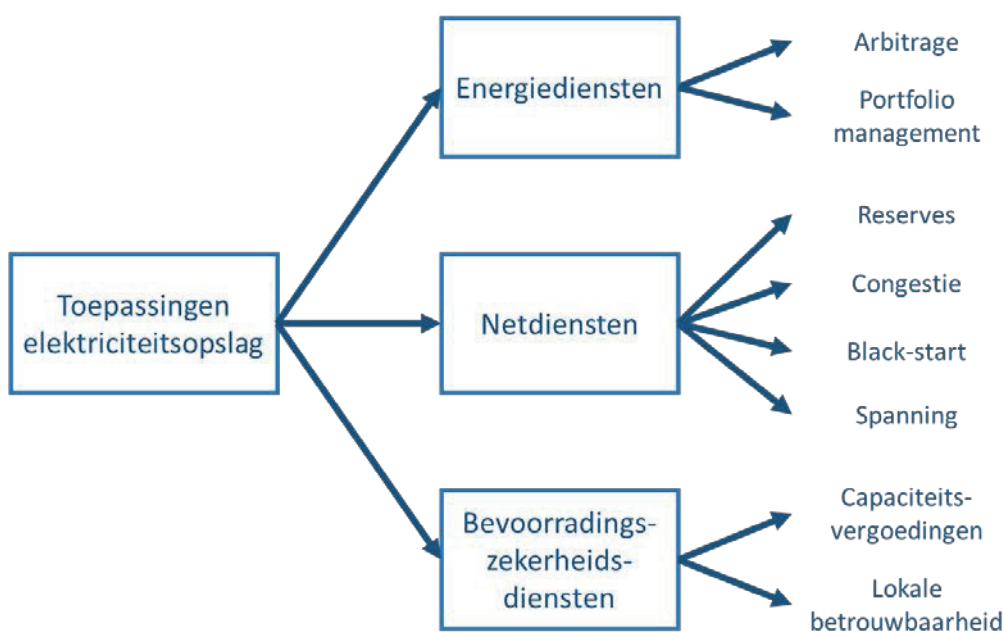 Toepassingen
elektriciteitsopslag
Energiediensten
Arbitrage
Portfolio
management
Netdiensten
Reserves
Congestie
Black-start
Spanning
Bevoorradings-
zekerheids-
diensten
Capaciteits-
vergoedingen
Lokale
betrouwbaarheid